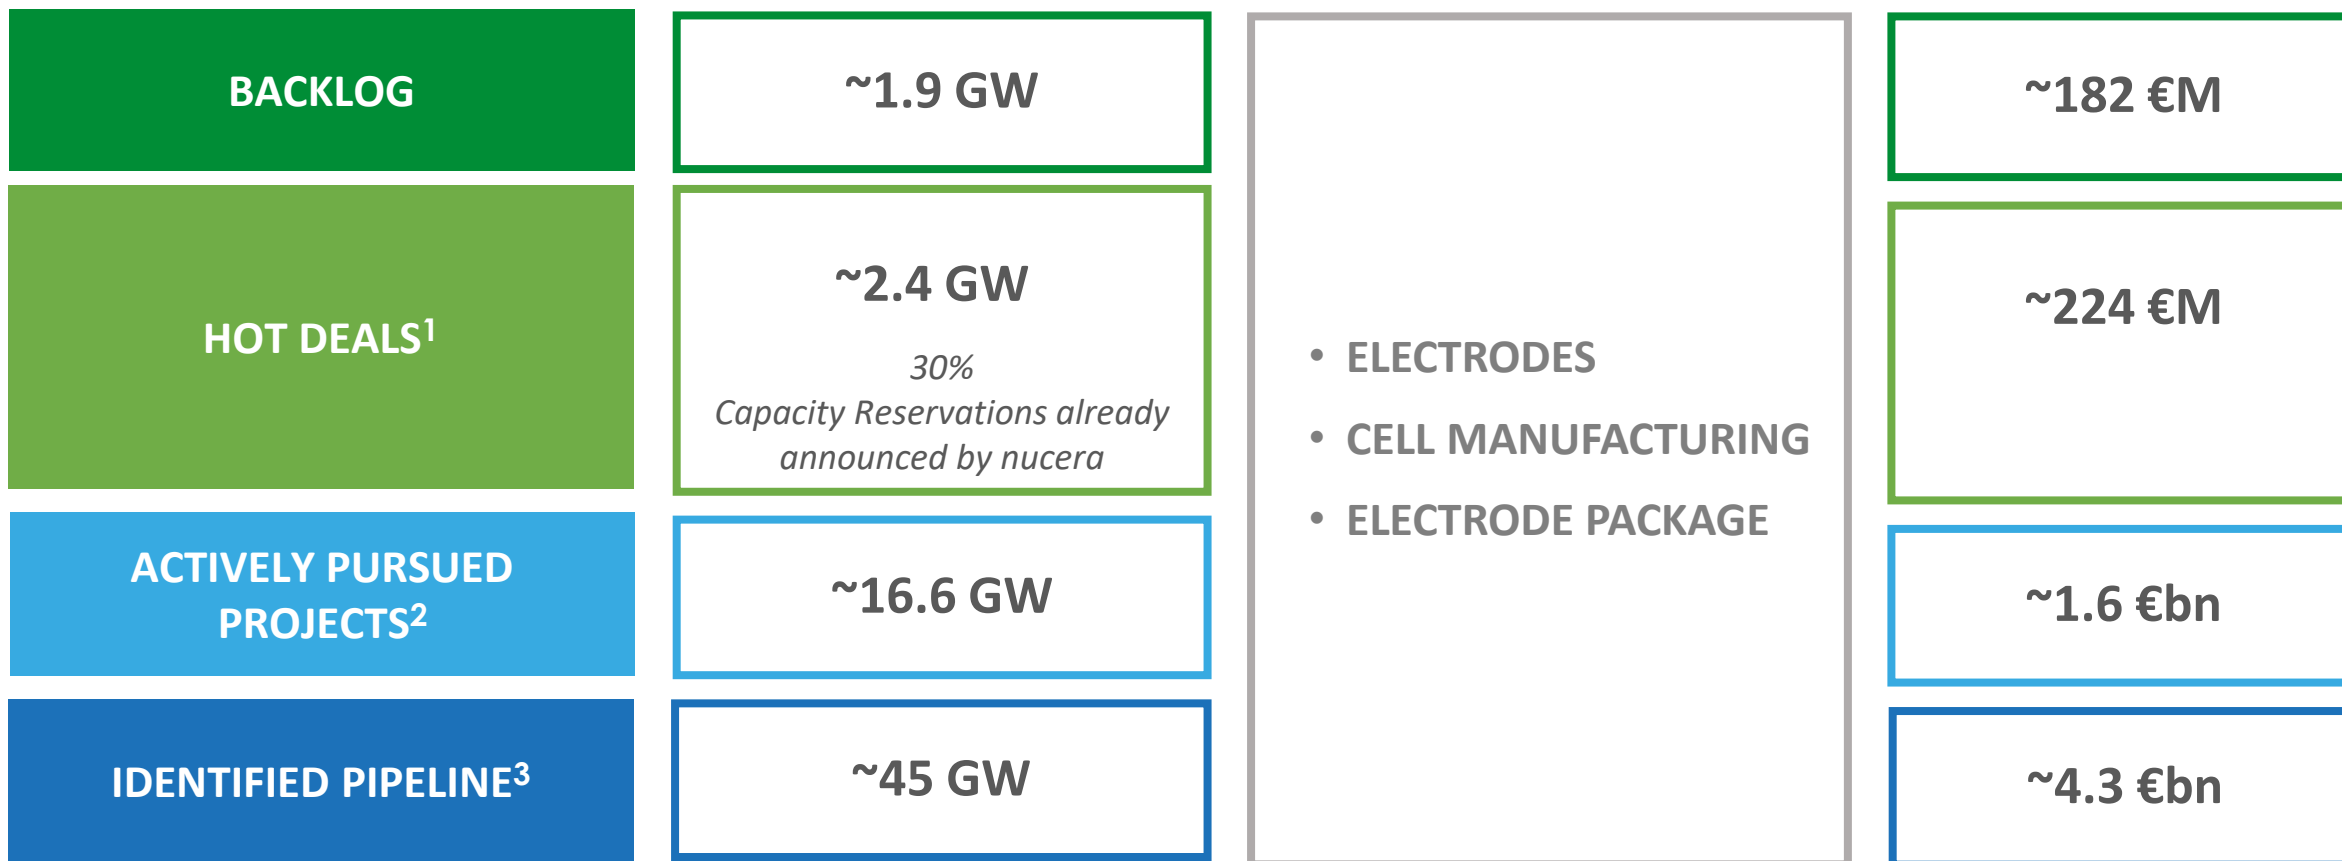 BACKLOG
~1.9 GW
~182 €M
HOT DEALS¹
~2.4 GW
30%
Capacity Reservations already
announced by nucera
~224 €M
• ELECTRODES
• CELL MANUFACTURING
• ELECTRODE PACKAGE
ACTIVELY PURSUED
PROJECTS²
~16.6 GW
~1.6 €bn
IDENTIFIED PIPELINE³
~45 GW
~4.3 €bn